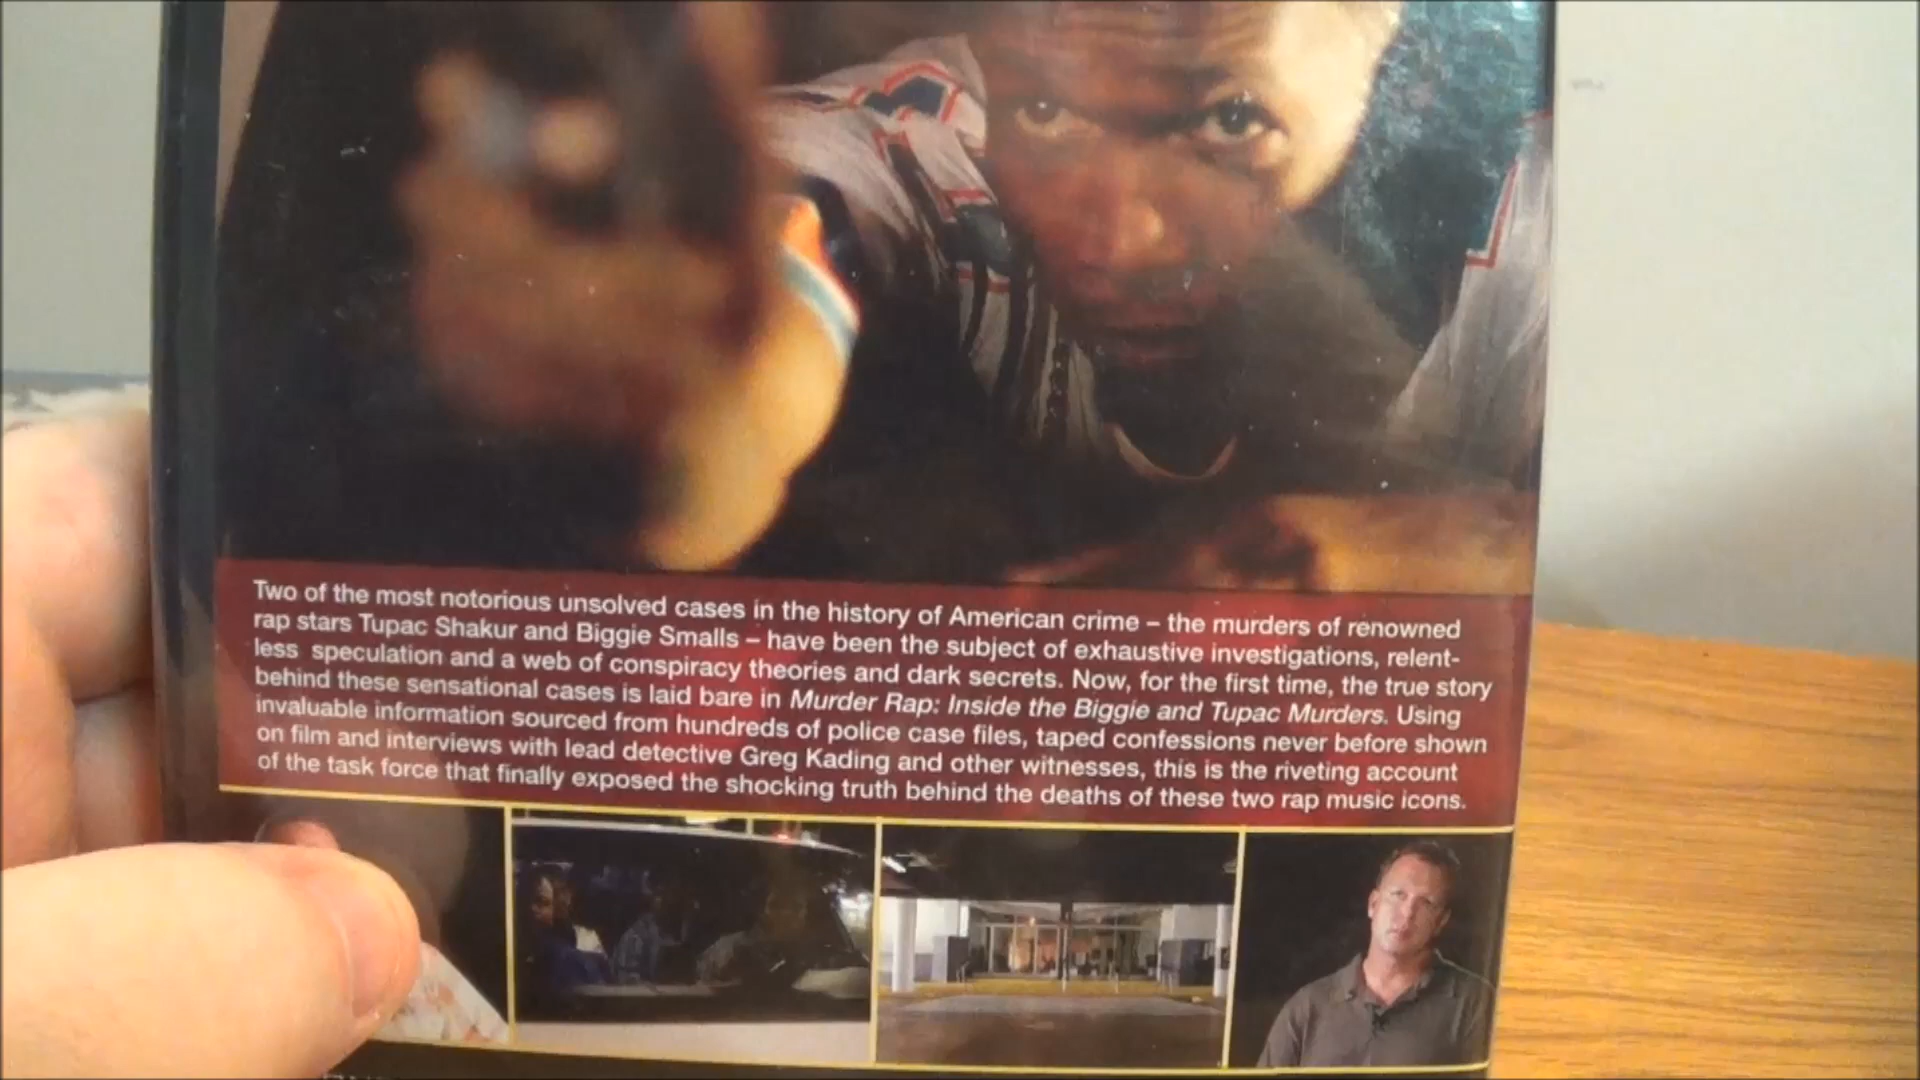 Two of the most notorious unsolved cases in the history of American crime – the murders of renowned
rap stars Tupac Shakur and Biggie Smalls – have been the subject of exhaustive investigations, relent-
less speculation and a web of conspiracy theories and dark secrets. Now, for the first time, the true story
behind these sensational cases is laid bare in Murder Rap: Inside the Biggie and Tupac Murders. Using
invaluable information sourced from hundreds of police case files, taped confessions never before shown
on film and interviews with lead detective Greg Kading and other witnesses, this is the riveting account
of the task force that finally exposed the shocking truth behind the deaths of these two rap music icons.